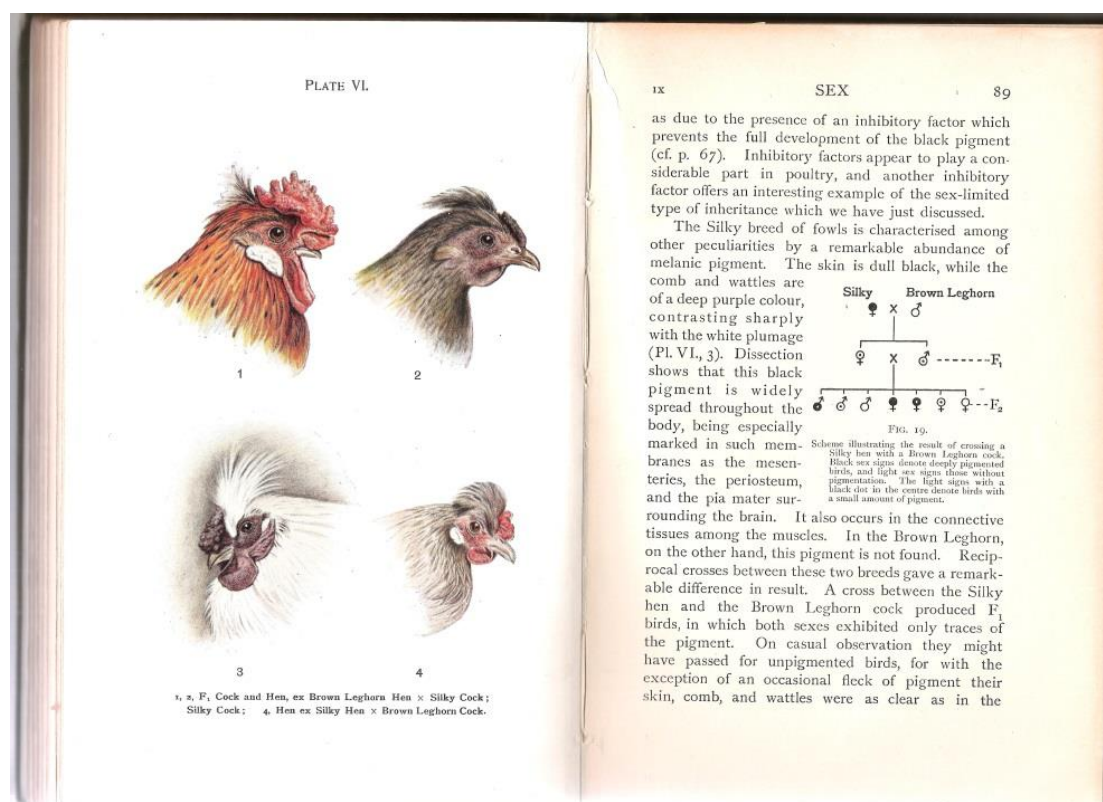 PLATE VI.
1
2
3
4
1, 2, F, Cock and Hen, ex Brown Leghorn Hen × Silky Cock;
Silky Cock; 4, Hen ex Silky Hen × Brown Leghorn Cock.
IX SEX 89
as due to the presence of an inhibitory factor which
prevents the full development of the black pigment
(cf. p. 67). Inhibitory factors appear to play a con-
siderable part in poultry, and another inhibitory
factor offers an interesting example of the sex-limited
type of inheritance which we have just discussed.
The Silky breed of fowls is characterised among
other peculiarities by a remarkable abundance of
melanic pigment. The skin is dull black, while the
comb and wattles are
of a deep purple colour,
contrasting sharply
with the white plumage
(Pl. VI., 3). Dissection
shows that this black
pigment is widely
spread throughout the
body, being especially
marked in such mem-
branes as the mesen-
teries, the periosteum,
and the pia mater sur-
Silky Brown Leghorn
♀ × ♂
♀ × ♂ -------F₁
♂ ♂ ♂ ♀ ♀ ♀ ♀---F₂
FIG. 19.
Scheme illustrating the result of crossing a
Silky hen with a Brown Leghorn cock.
Black sex signs denote deeply pigmented
birds, and light sex signs those without
pigmentation. The light signs with a
black dot in the centre denote birds with
a small amount of pigment.
rounding the brain. It also occurs in the connective
tissues among the muscles. In the Brown Leghorn,
on the other hand, this pigment is not found. Recip-
rocal crosses between these two breeds gave a remark-
able difference in result. A cross between the Silky
hen and the Brown Leghorn cock produced F₁
birds, in which both sexes exhibited only traces of
the pigment. On casual observation they might
have passed for unpigmented birds, for with the
exception of an occasional fleck of pigment their
skin, comb, and wattles were as clear as in the